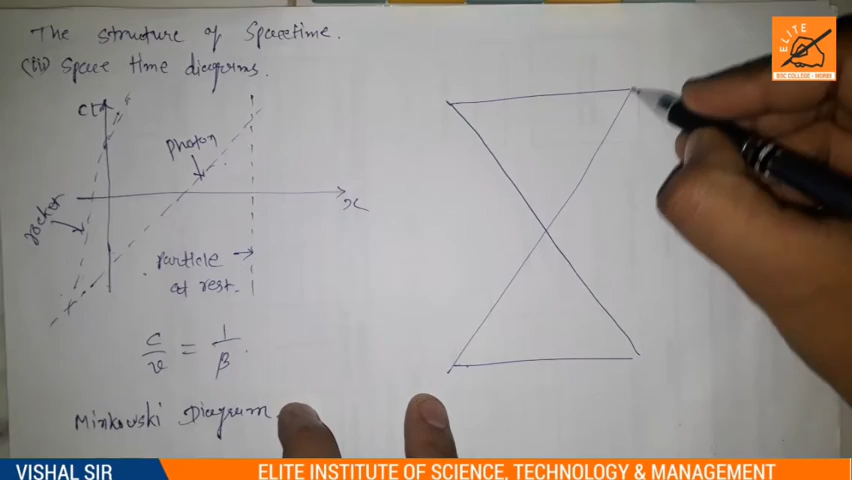 The structure of Spacetime.
(iii) Space time diagrams.
ct
photon
rocket
x
Particle
at rest.
c/v = 1/β
Minkowski Diagram.
ELITE
BSC COLLEGE - MORBI
VISHAL SIR
ELITE INSTITUTE OF SCIENCE, TECHNOLOGY & MANAGEMENT